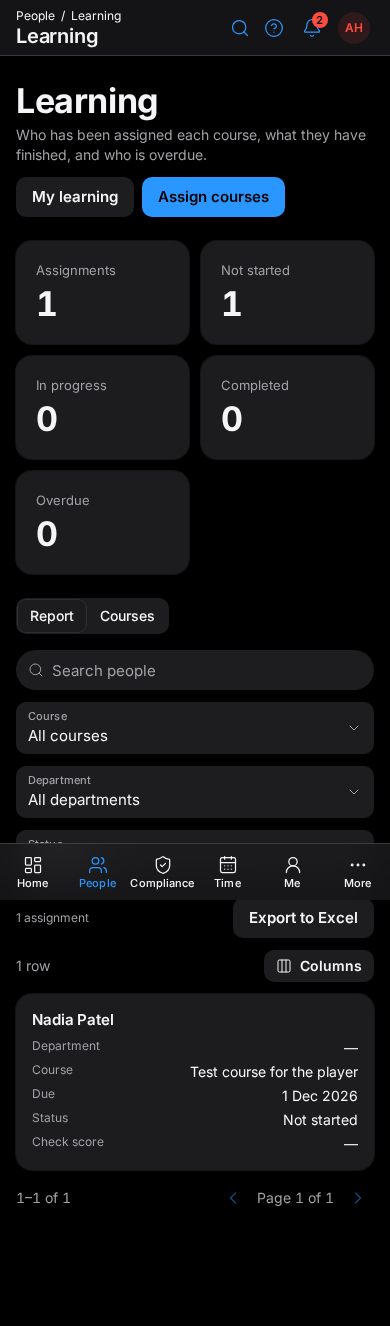 People / Learning
Learning
2
AH
Learning
Who has been assigned each course, what they have
finished, and who is overdue.
My learning
Assign courses
Assignments
1
Not started
1
In progress
0
Completed
0
Overdue
0
Report
Courses
Search people
Course
All courses
Department
All departments
Status
Home
People
Compliance
Time
Me
More
1 assignment
Export to Excel
1 row
Columns
Nadia Patel
Department —
Course Test course for the player
Due 1 Dec 2026
Status Not started
Check score —
1–1 of 1
Page 1 of 1